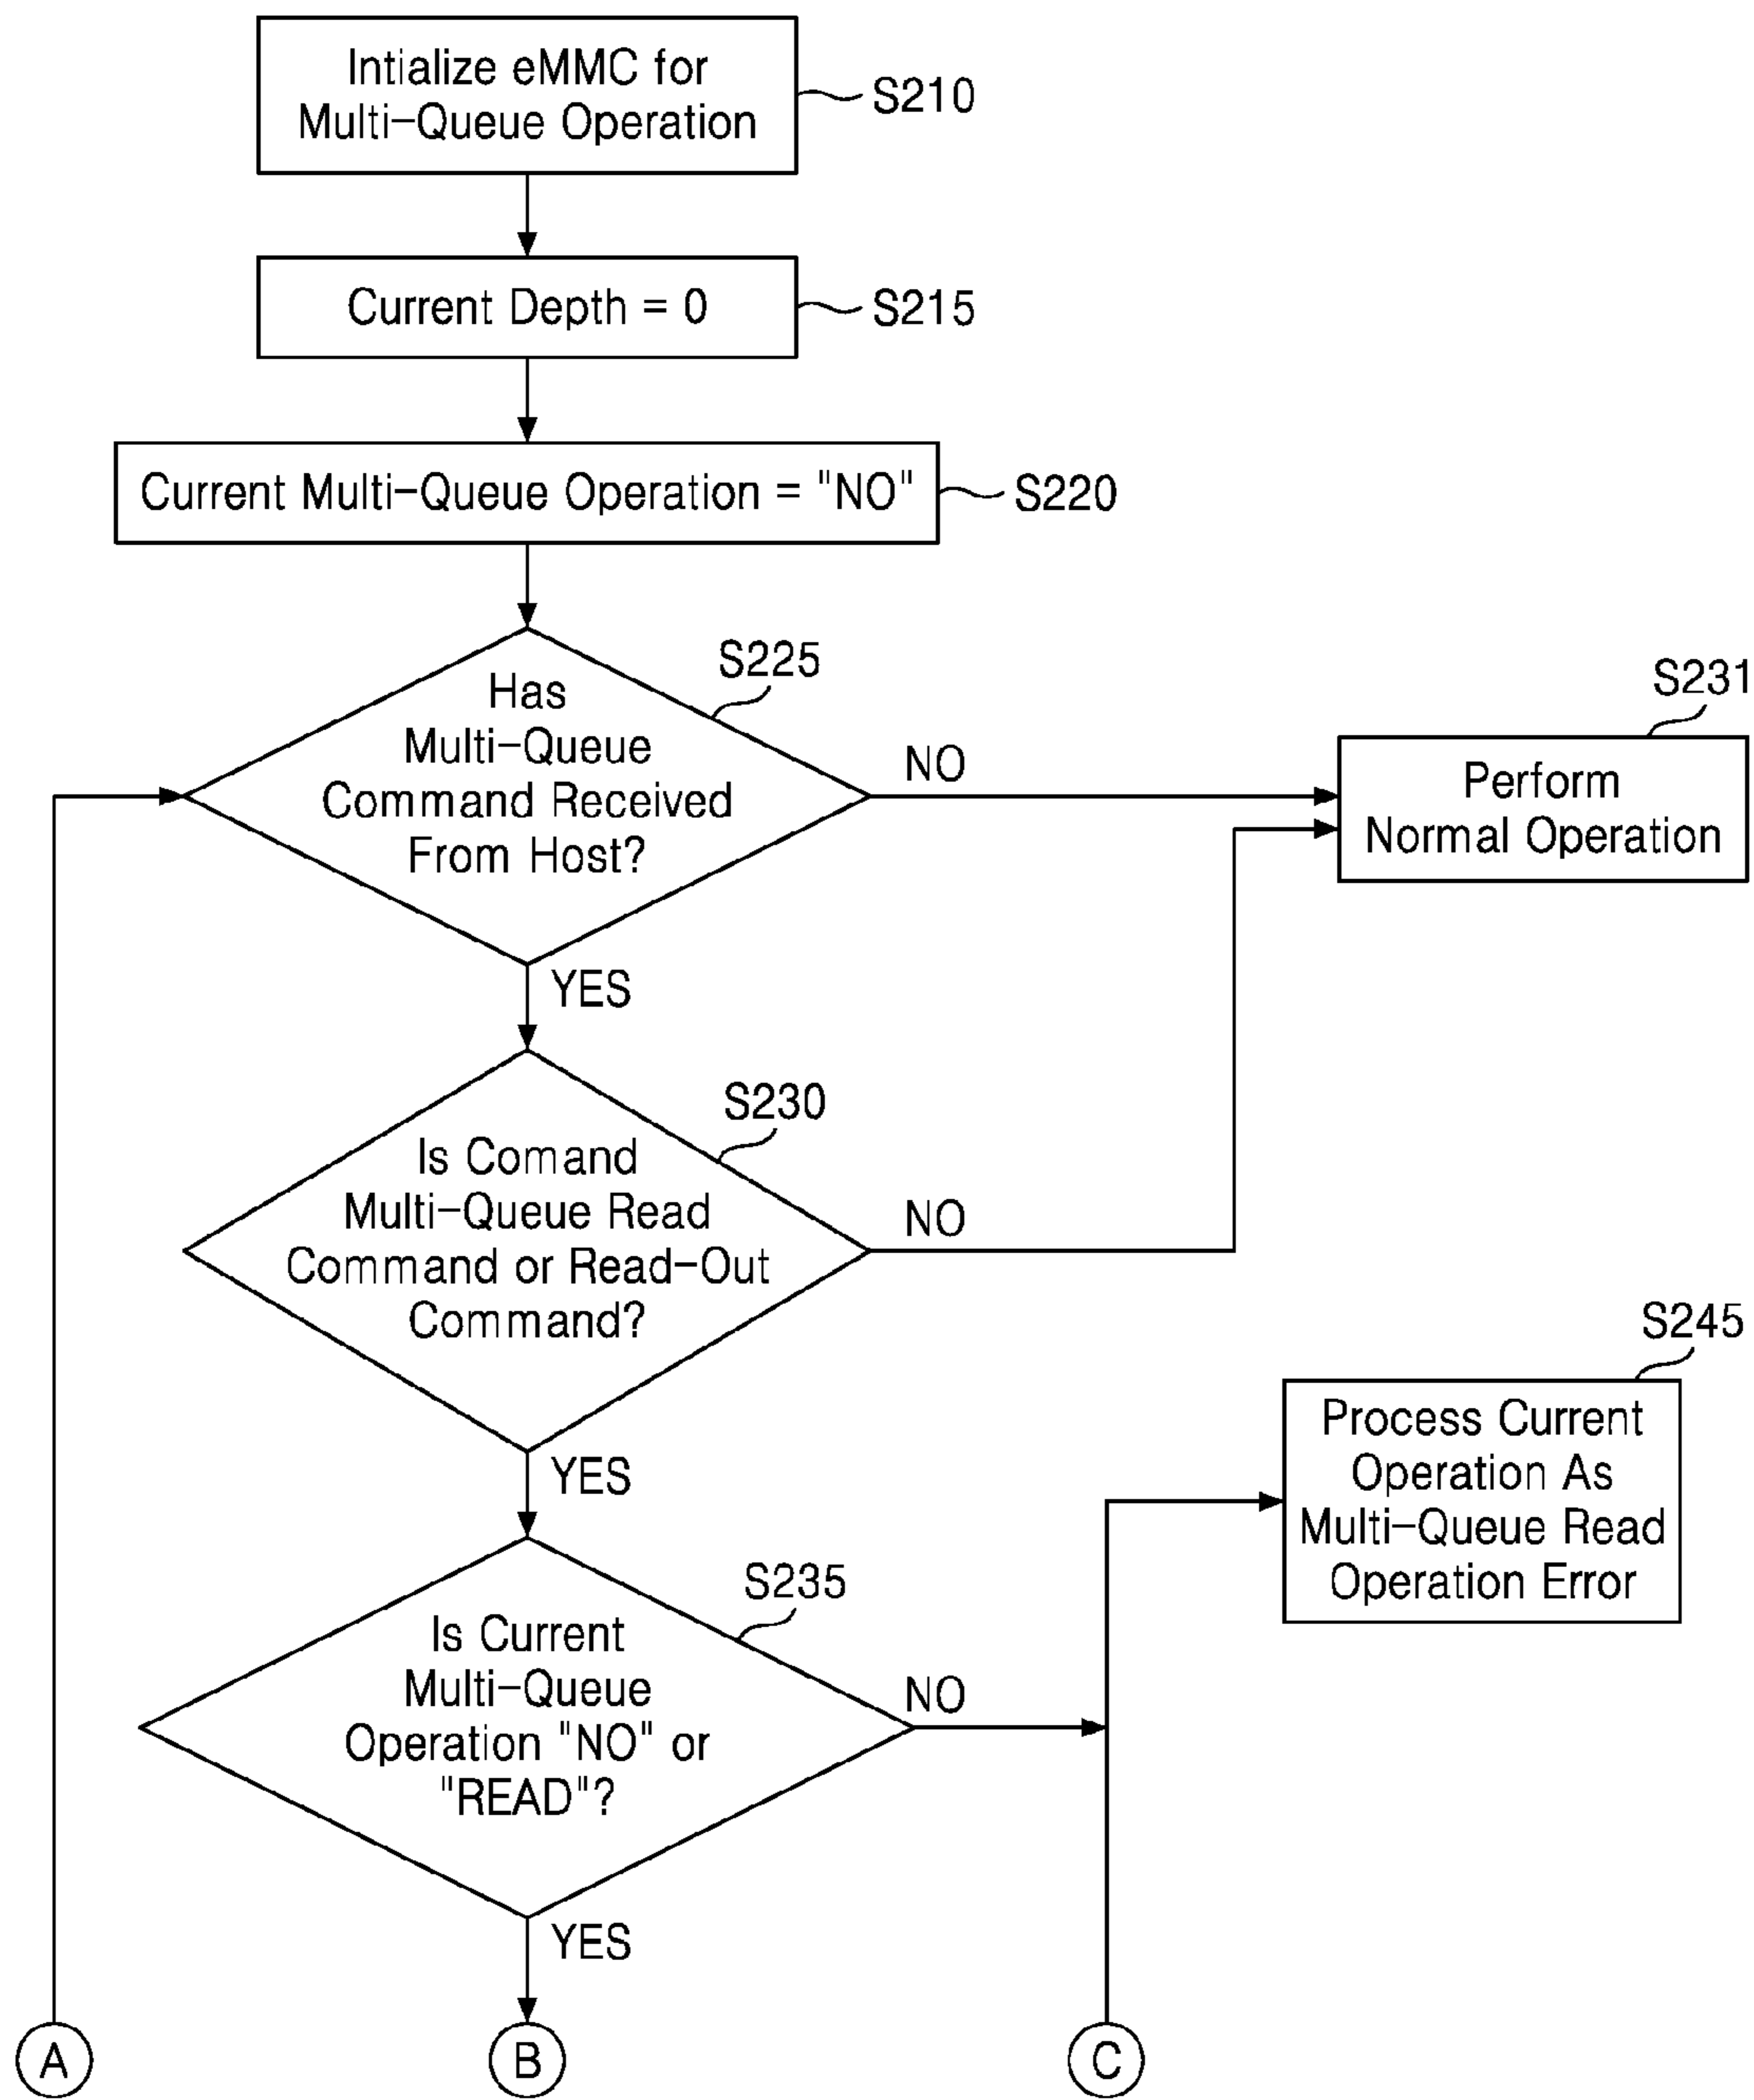 Intialize eMMC for
Multi-Queue Operation
S210
Current Depth = 0
S215
Current Multi-Queue Operation = "NO"
S220
S225
Has
Multi-Queue
Command Received
From Host?
NO
YES
S231
Perform
Normal Operation
S230
Is Comand
Multi-Queue Read
Command or Read-Out
Command?
NO
YES
S245
Process Current
Operation As
Multi-Queue Read
Operation Error
S235
Is Current
Multi-Queue
Operation "NO" or
"READ"?
NO
YES
A
B
C